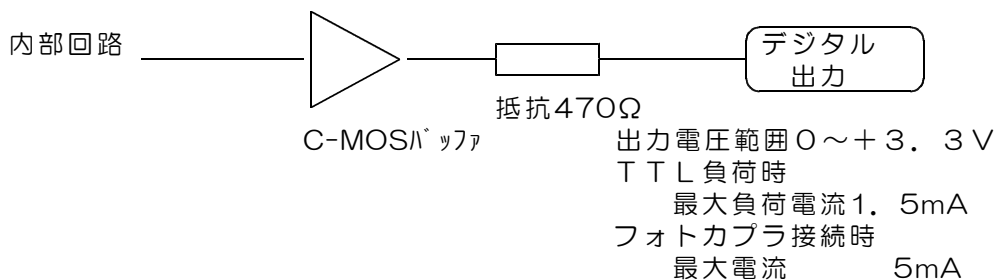 内部回路
デジタル
出力
抵抗470Ω
C-MOSﾊﾞｯﾌｧ
出力電圧範囲０～＋３．３Ｖ
ＴＴＬ負荷時
最大負荷電流１．５mA
フォトカプラ接続時
最大電流　　５mA